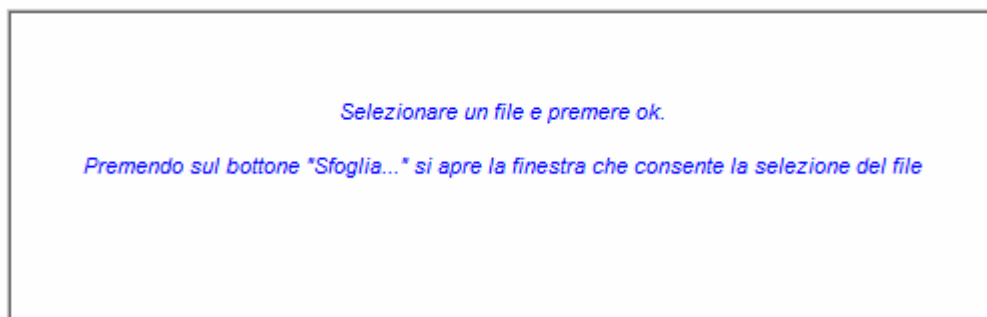 Selezionare un file e premere ok.
Premendo sul bottone "Sfoglia..." si apre la finestra che consente la selezione del file